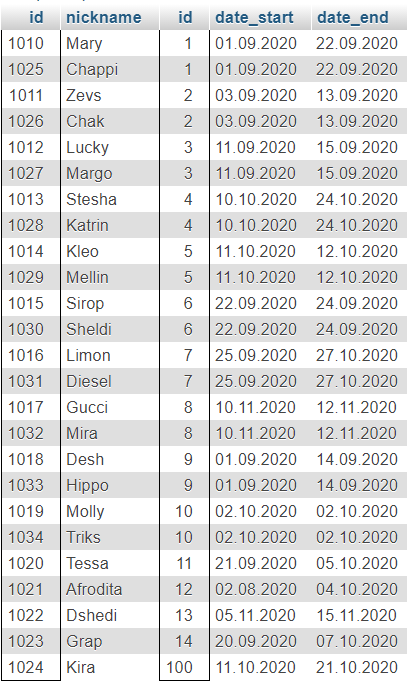 id nickname id date_start date_end
1010 Mary 1 01.09.2020 22.09.2020
1025 Chappi 1 01.09.2020 22.09.2020
1011 Zevs 2 03.09.2020 13.09.2020
1026 Chak 2 03.09.2020 13.09.2020
1012 Lucky 3 11.09.2020 15.09.2020
1027 Margo 3 11.09.2020 15.09.2020
1013 Stesha 4 10.10.2020 24.10.2020
1028 Katrin 4 10.10.2020 24.10.2020
1014 Kleo 5 11.10.2020 12.10.2020
1029 Mellin 5 11.10.2020 12.10.2020
1015 Sirop 6 22.09.2020 24.09.2020
1030 Sheldi 6 22.09.2020 24.09.2020
1016 Limon 7 25.09.2020 27.10.2020
1031 Diesel 7 25.09.2020 27.10.2020
1017 Gucci 8 10.11.2020 12.11.2020
1032 Mira 8 10.11.2020 12.11.2020
1018 Desh 9 01.09.2020 14.09.2020
1033 Hippo 9 01.09.2020 14.09.2020
1019 Molly 10 02.10.2020 02.10.2020
1034 Triks 10 02.10.2020 02.10.2020
1020 Tessa 11 21.09.2020 05.10.2020
1021 Afrodita 12 02.08.2020 04.10.2020
1022 Dshedi 13 05.11.2020 15.11.2020
1023 Grap 14 20.09.2020 07.10.2020
1024 Kira 100 11.10.2020 21.10.2020